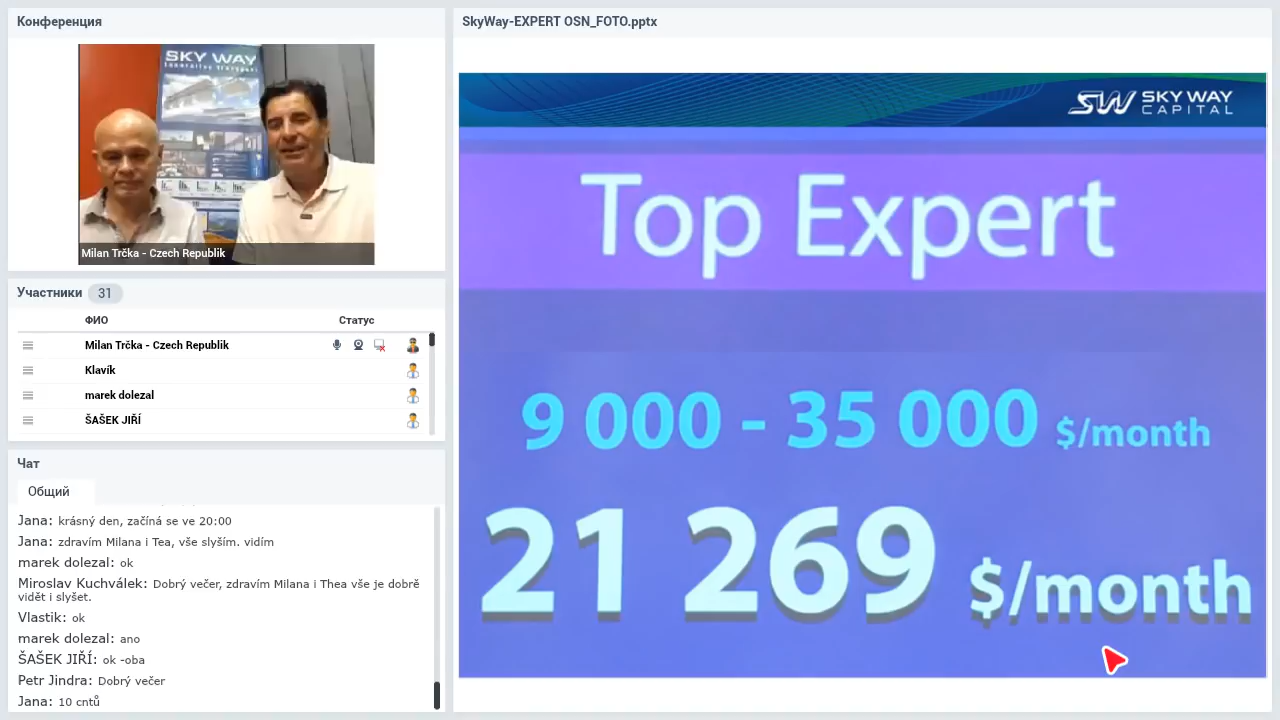 Конференция
SKY WAY
Milan Trčka - Czech Republik
Участники 31
ФИО Статус
Milan Trčka - Czech Republik
Klavík
marek dolezal
ŠAŠEK JIŘÍ
Чат
Общий
Jana: krásný den, začíná se ve 20:00
Jana: zdravím Milana i Tea, vše slyším. vidím
marek dolezal: ok
Miroslav Kuchválek: Dobrý večer, zdravím Milana i Thea vše je dobrě
vidět i slyšet.
Vlastik: ok
marek dolezal: ano
ŠAŠEK JIŘÍ: ok -oba
Petr Jindra: Dobrý večer
Jana: 10 cntů
SkyWay-EXPERT OSN_FOTO.pptx
SW SKY WAY
CAPITAL
Top Expert
9 000 - 35 000 $/month
21 269 $/month